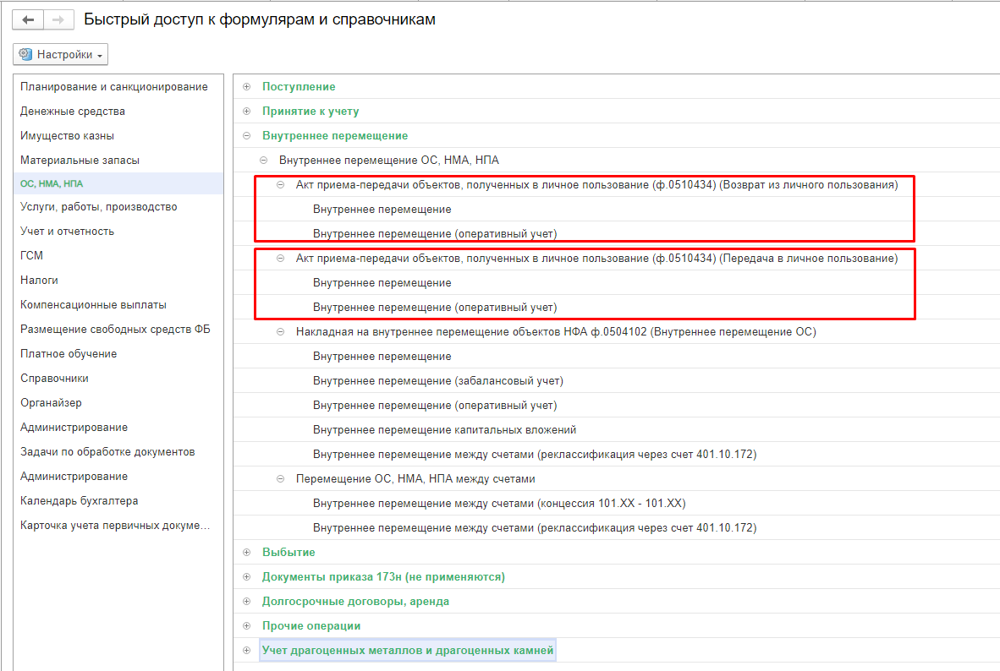 Быстрый доступ к формулярам и справочникам
Настройки
Планирование и санкционирование
Денежные средства
Имущество казны
Материальные запасы
ОС, НМА, НПА
Услуги, работы, производство
Учет и отчетность
ГСМ
Налоги
Компенсационные выплаты
Размещение свободных средств ФБ
Платное обучение
Справочники
Органайзер
Администрирование
Задачи по обработке документов
Администрирование
Календарь бухгалтера
Карточка учета первичных докуме...
Поступление
Принятие к учету
Внутреннее перемещение
Внутреннее перемещение ОС, НМА, НПА
Акт приема-передачи объектов, полученных в личное пользование (ф.0510434) (Возврат из личного пользования)
Внутреннее перемещение
Внутреннее перемещение (оперативный учет)
Акт приема-передачи объектов, полученных в личное пользование (ф.0510434) (Передача в личное пользование)
Внутреннее перемещение
Внутреннее перемещение (оперативный учет)
Накладная на внутреннее перемещение объектов НФА ф.0504102 (Внутреннее перемещение ОС)
Внутреннее перемещение
Внутреннее перемещение (забалансовый учет)
Внутреннее перемещение (оперативный учет)
Внутреннее перемещение капитальных вложений
Внутреннее перемещение между счетами (реклассификация через счет 401.10.172)
Перемещение ОС, НМА, НПА между счетами
Внутреннее перемещение между счетами (концессия 101.ХХ - 101.ХХ)
Внутреннее перемещение между счетами (реклассификация через счет 401.10.172)
Выбытие
Документы приказа 173н (не применяются)
Долгосрочные договоры, аренда
Прочие операции
Учет драгоценных металлов и драгоценных камней